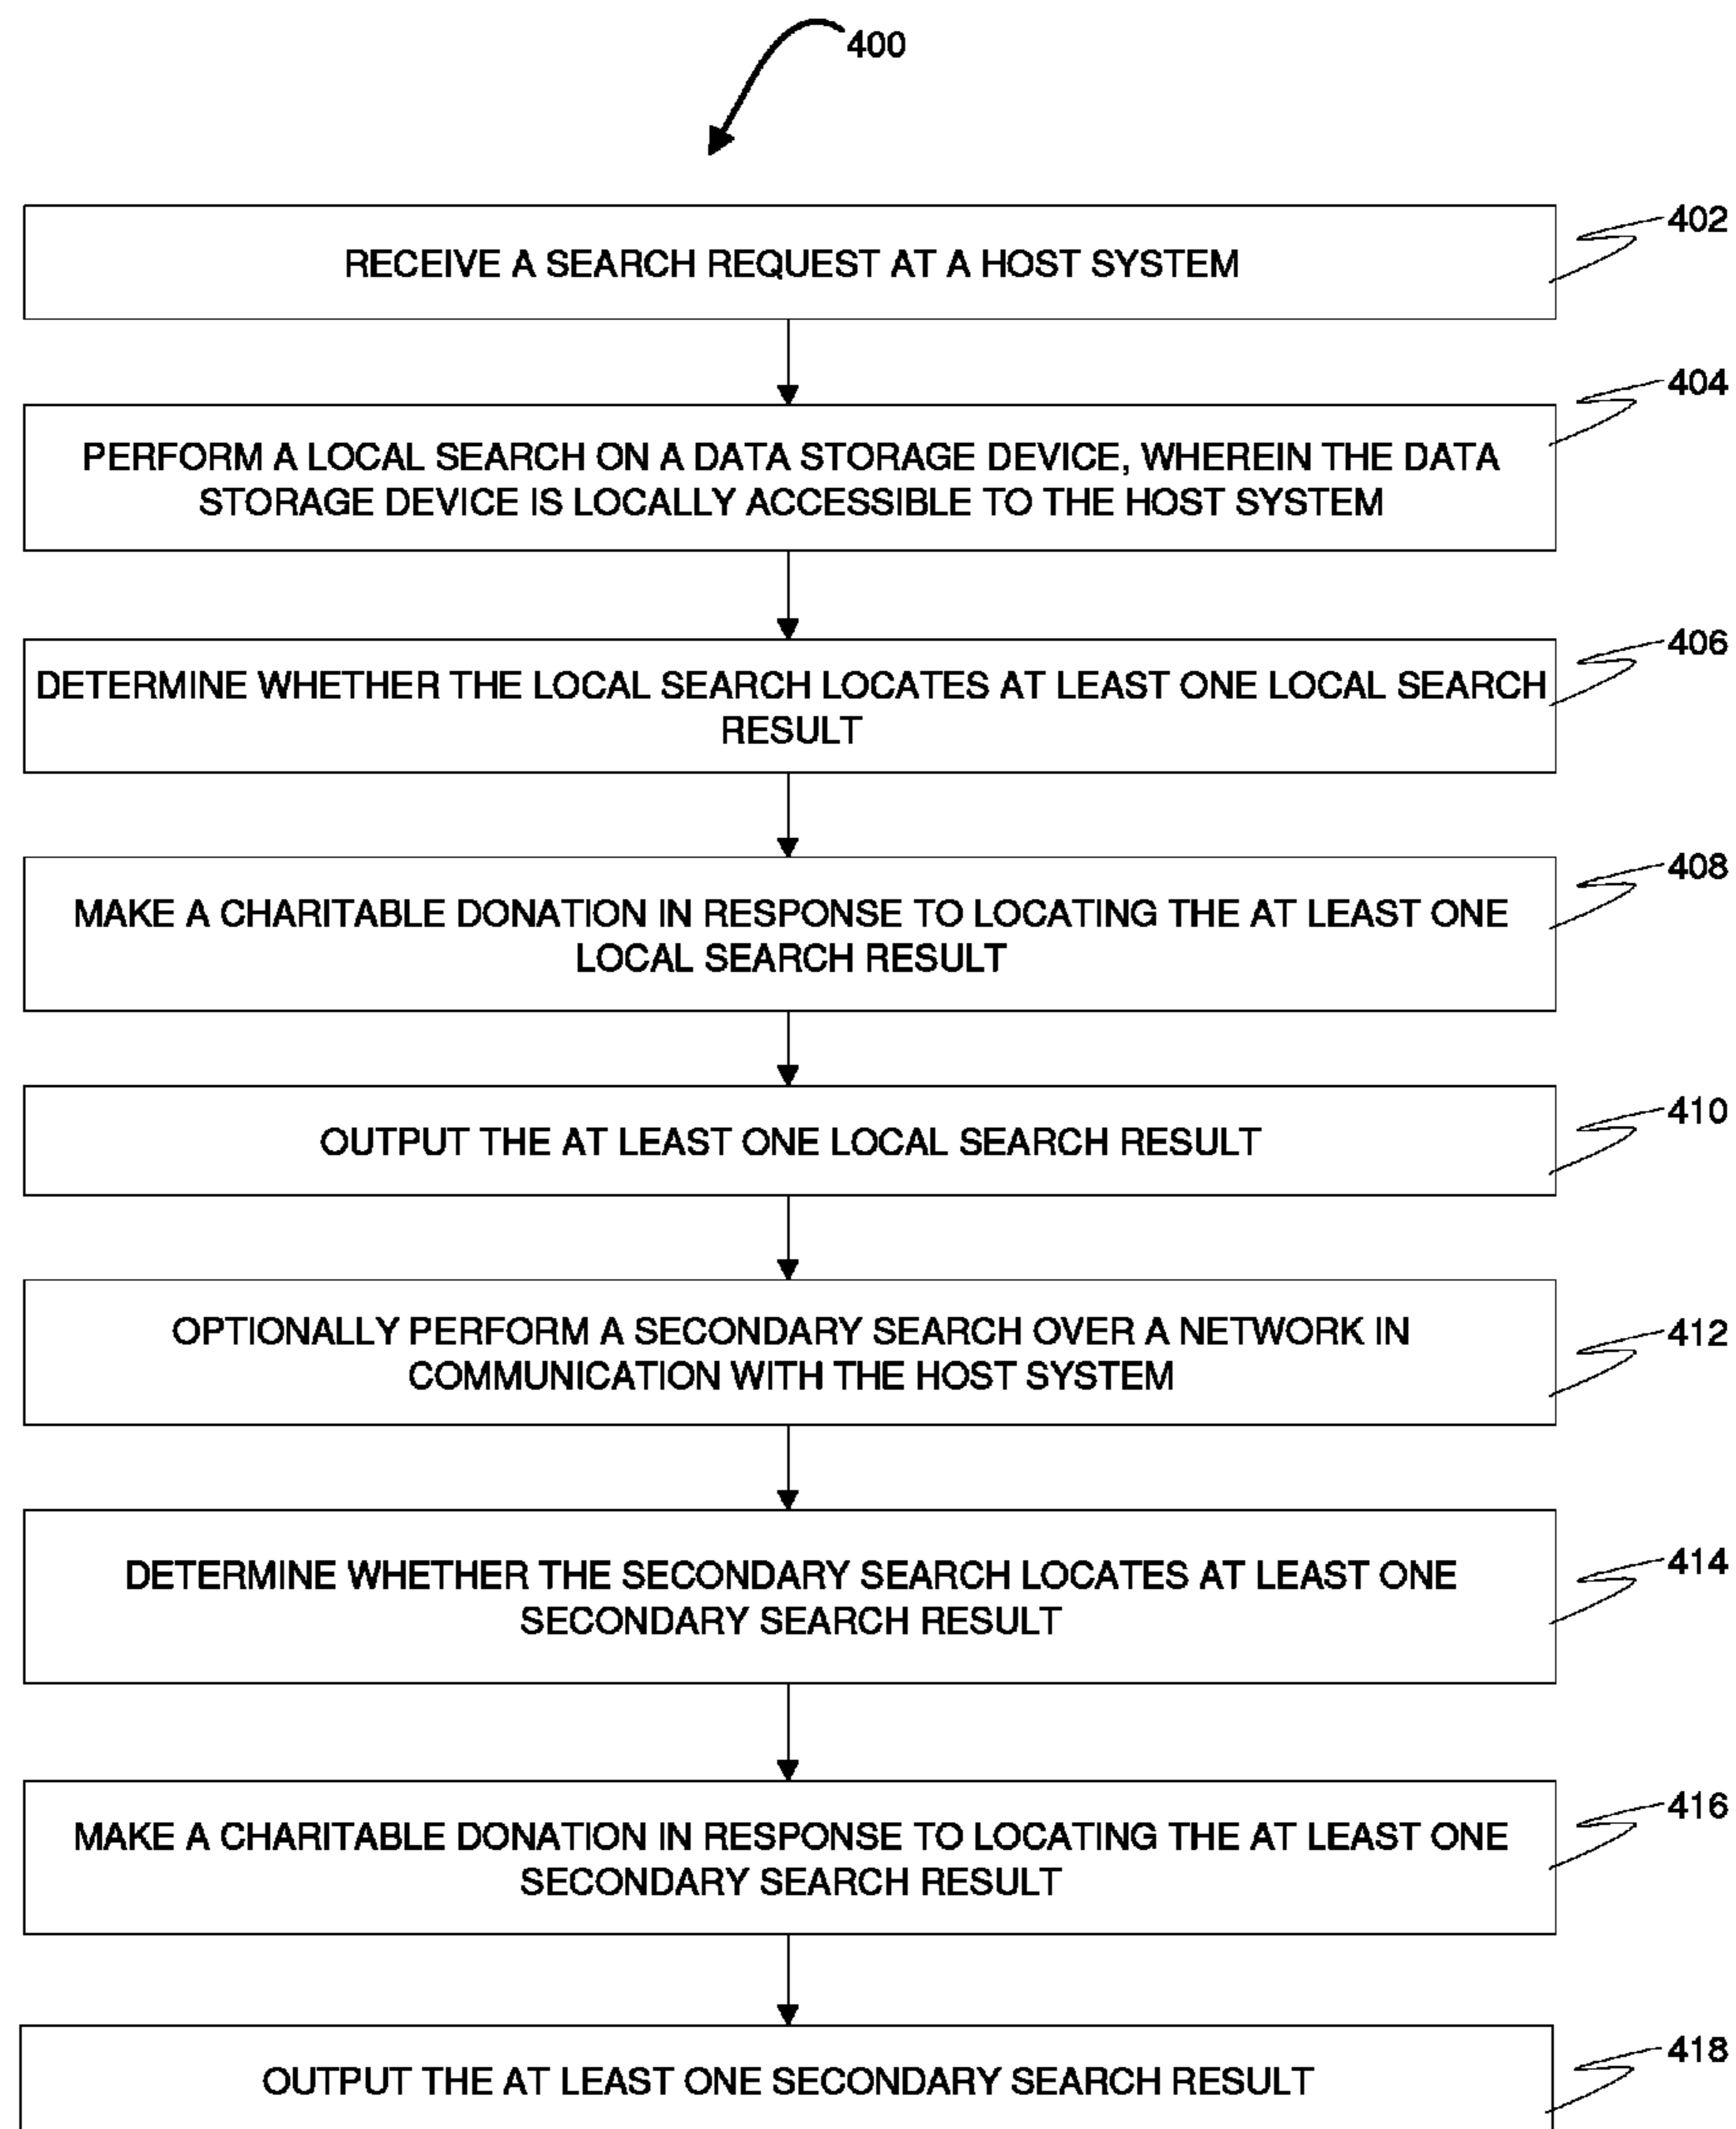 400
RECEIVE A SEARCH REQUEST AT A HOST SYSTEM
402
PERFORM A LOCAL SEARCH ON A DATA STORAGE DEVICE, WHEREIN THE DATA
STORAGE DEVICE IS LOCALLY ACCESSIBLE TO THE HOST SYSTEM
404
DETERMINE WHETHER THE LOCAL SEARCH LOCATES AT LEAST ONE LOCAL SEARCH
RESULT
406
MAKE A CHARITABLE DONATION IN RESPONSE TO LOCATING THE AT LEAST ONE
LOCAL SEARCH RESULT
408
OUTPUT THE AT LEAST ONE LOCAL SEARCH RESULT
410
OPTIONALLY PERFORM A SECONDARY SEARCH OVER A NETWORK IN
COMMUNICATION WITH THE HOST SYSTEM
412
DETERMINE WHETHER THE SECONDARY SEARCH LOCATES AT LEAST ONE
SECONDARY SEARCH RESULT
414
MAKE A CHARITABLE DONATION IN RESPONSE TO LOCATING THE AT LEAST ONE
SECONDARY SEARCH RESULT
416
OUTPUT THE AT LEAST ONE SECONDARY SEARCH RESULT
418